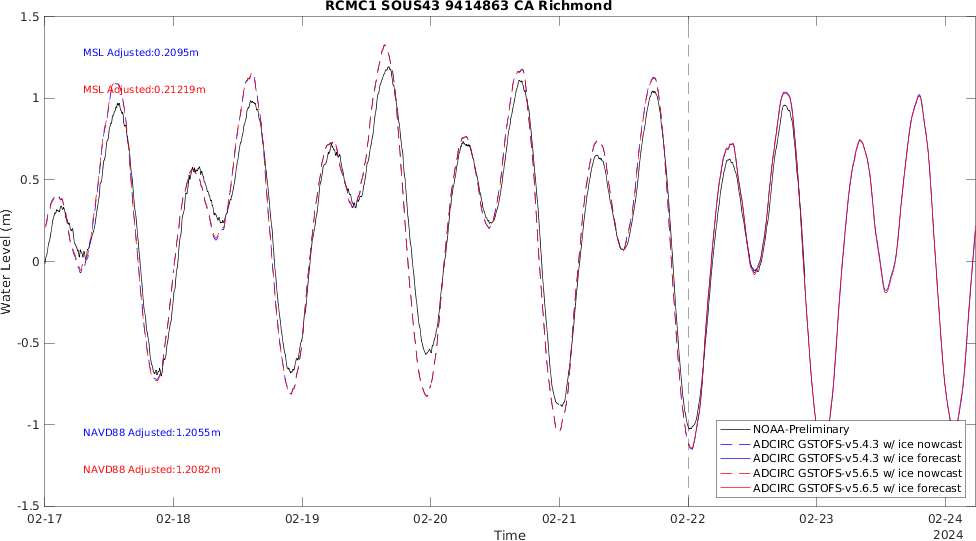 RCMC1 SOUS43 9414863 CA Richmond
1.5
MSL Adjusted:0.2095m
1
MSL Adjusted:0.21219m
0.5
0
Water Level (m)
-0.5
-1
NAVD88 Adjusted:1.2055m
NAVD88 Adjusted:1.2082m
NOAA-Preliminary
ADCIRC GSTOFS-v5.4.3 w/ ice nowcast
ADCIRC GSTOFS-v5.4.3 w/ ice forecast
ADCIRC GSTOFS-v5.6.5 w/ ice nowcast
ADCIRC GSTOFS-v5.6.5 w/ ice forecast
-1.5
02-17 02-18 02-19 02-20 02-21 02-22 02-23 02-24
Time
2024